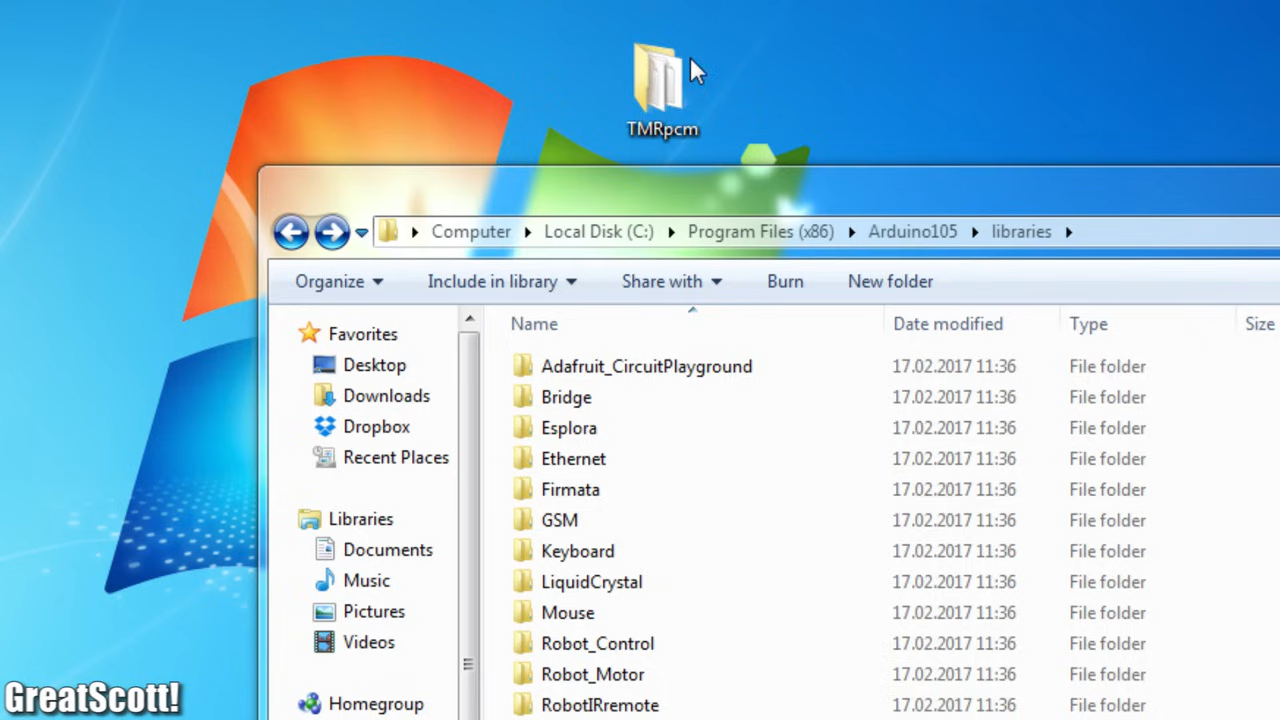 TMRpcm
Computer Local Disk (C:) Program Files (x86) Arduino105 libraries
Organize Include in library Share with Burn New folder
Favorites
Desktop
Downloads
Dropbox
Recent Places
Libraries
Documents
Music
Pictures
Videos
Homegroup
Name Date modified Type Size
Adafruit_CircuitPlayground 17.02.2017 11:36 File folder
Bridge 17.02.2017 11:36 File folder
Esplora 17.02.2017 11:36 File folder
Ethernet 17.02.2017 11:36 File folder
Firmata 17.02.2017 11:36 File folder
GSM 17.02.2017 11:36 File folder
Keyboard 17.02.2017 11:36 File folder
LiquidCrystal 17.02.2017 11:36 File folder
Mouse 17.02.2017 11:36 File folder
Robot_Control 17.02.2017 11:36 File folder
Robot_Motor 17.02.2017 11:36 File folder
RobotIRremote 17.02.2017 11:36 File folder
GreatScott!